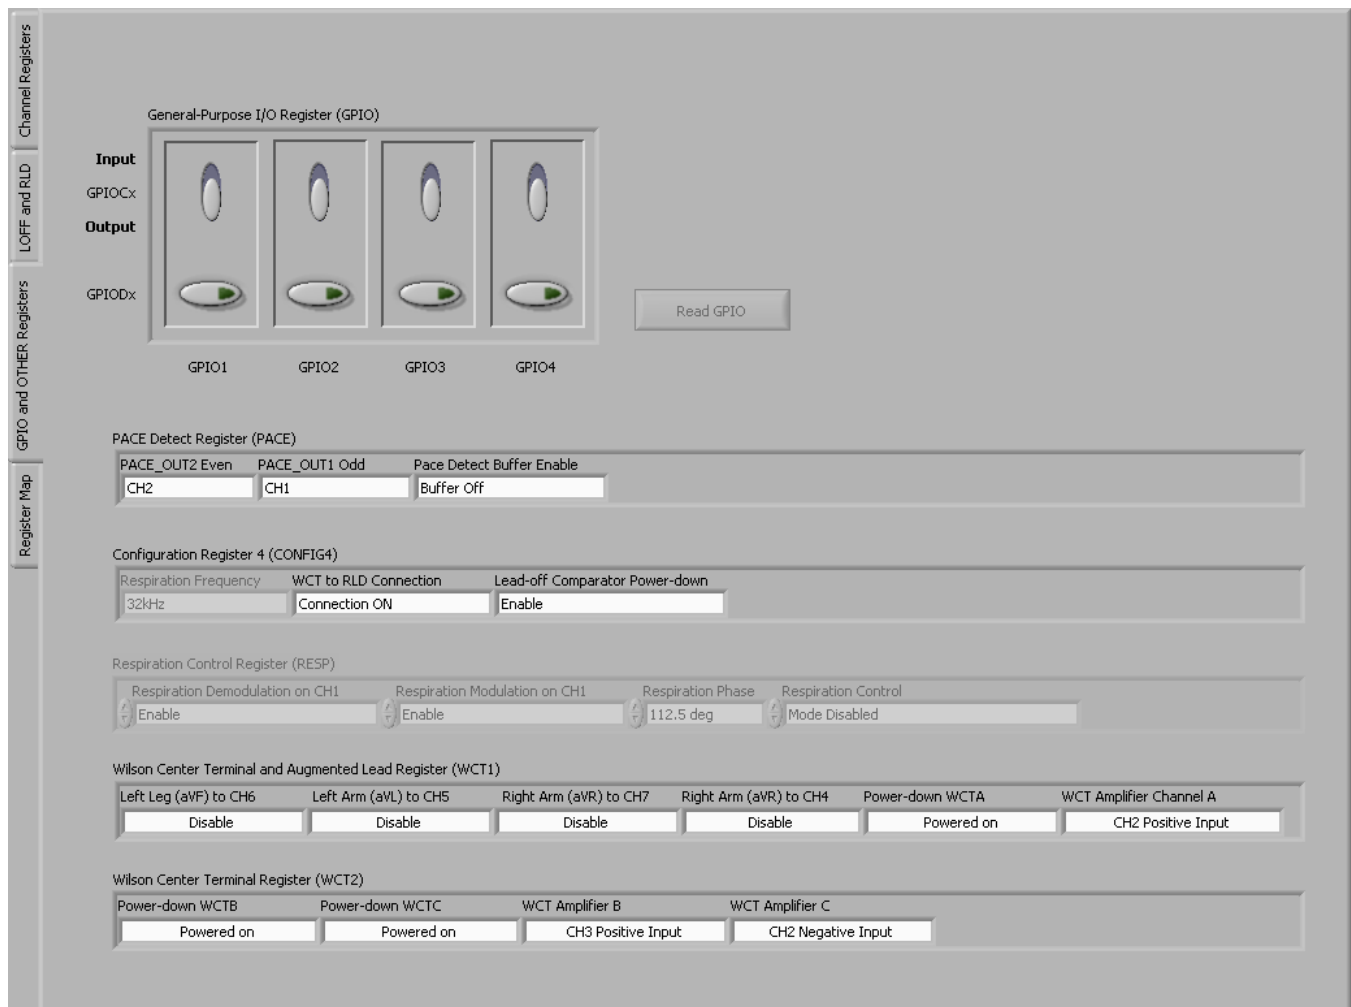 Channel Registers
LOFF and RLD
GPIO and OTHER Registers
Register Map
General-Purpose I/O Register (GPIO)
Input
GPIOCx
Output
GPIODx
Read GPIO
GPIO1 GPIO2 GPIO3 GPIO4
PACE Detect Register (PACE)
PACE_OUT2 Even PACE_OUT1 Odd Pace Detect Buffer Enable
CH2 CH1 Buffer Off
Configuration Register 4 (CONFIG4)
Respiration Frequency WCT to RLD Connection Lead-off Comparator Power-down
32kHz Connection ON Enable
Respiration Control Register (RESP)
Respiration Demodulation on CH1 Respiration Modulation on CH1 Respiration Phase Respiration Control
Enable Enable 112.5 deg Mode Disabled
Wilson Center Terminal and Augmented Lead Register (WCT1)
Left Leg (aVF) to CH6 Left Arm (aVL) to CH5 Right Arm (aVR) to CH7 Right Arm (aVR) to CH4 Power-down WCTA WCT Amplifier Channel A
Disable Disable Disable Disable Powered on CH2 Positive Input
Wilson Center Terminal Register (WCT2)
Power-down WCTB Power-down WCTC WCT Amplifier B WCT Amplifier C
Powered on Powered on CH3 Positive Input CH2 Negative Input